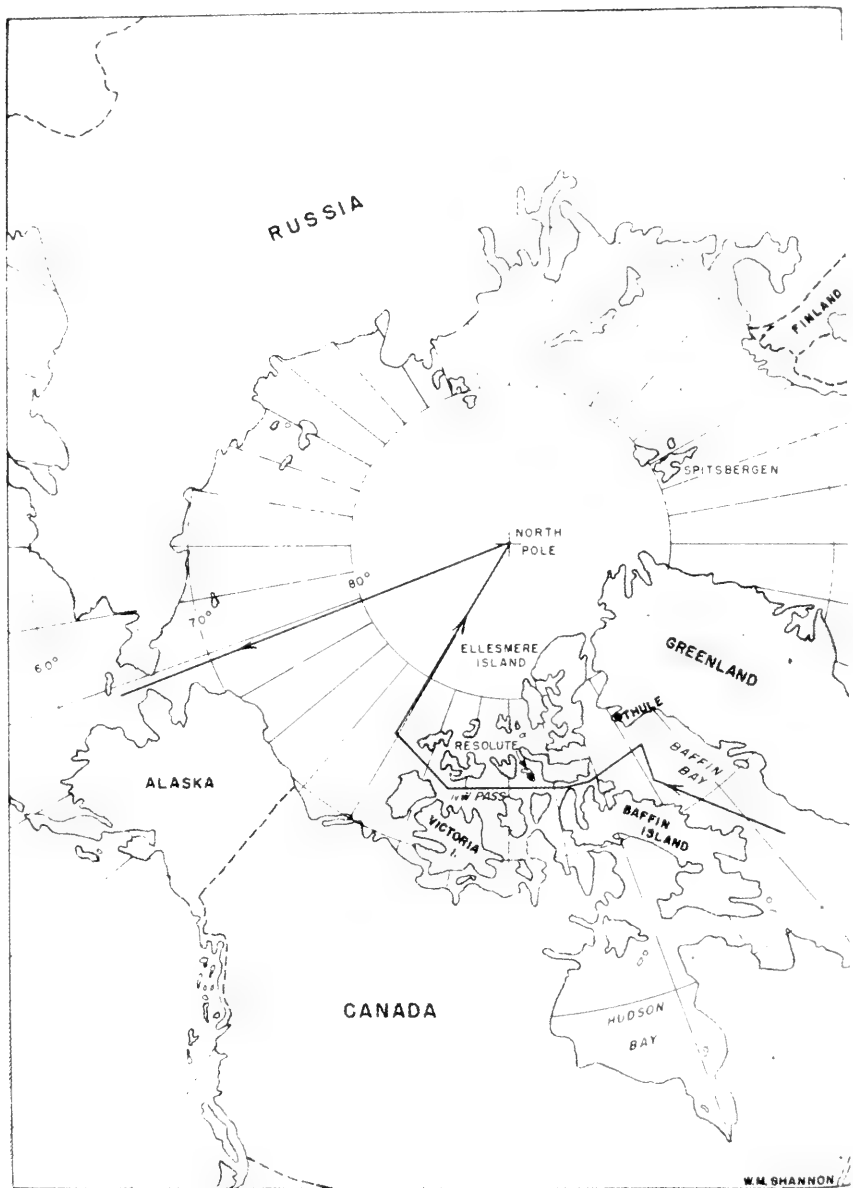 RUSSIA
FINLAND
SPITSBERGEN
NORTH
POLE
80°
70°
60°
ELLESMERE
ISLAND
GREENLAND
THULE
RESOLUTE
BAFFIN
BAY
ALASKA
NW PASS
VICTORIA
I.
BAFFIN
ISLAND
CANADA
HUDSON
BAY
W.M. SHANNON